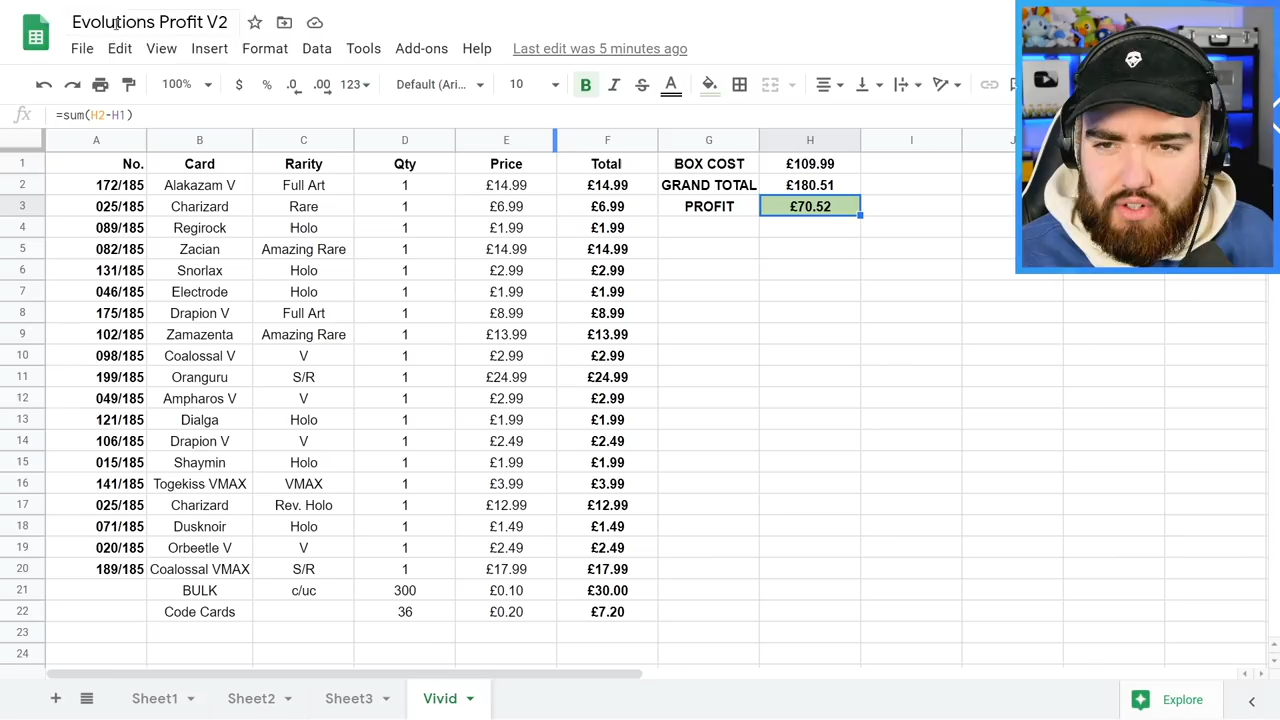 Evolutions Profit V2
File Edit View Insert Format Data Tools Add-ons Help Last edit was 5 minutes ago
100% $ % .0 .00 123 Default (Ari... 10 B I S A
fx =sum(H2-H1)
A B C D E F G H I J
1 No. Card Rarity Qty Price Total BOX COST £109.99
2 172/185 Alakazam V Full Art 1 £14.99 £14.99 GRAND TOTAL £180.51
3 025/185 Charizard Rare 1 £6.99 £6.99 PROFIT £70.52
4 089/185 Regirock Holo 1 £1.99 £1.99
5 082/185 Zacian Amazing Rare 1 £14.99 £14.99
6 131/185 Snorlax Holo 1 £2.99 £2.99
7 046/185 Electrode Holo 1 £1.99 £1.99
8 175/185 Drapion V Full Art 1 £8.99 £8.99
9 102/185 Zamazenta Amazing Rare 1 £13.99 £13.99
10 098/185 Coalossal V V 1 £2.99 £2.99
11 199/185 Oranguru S/R 1 £24.99 £24.99
12 049/185 Ampharos V V 1 £2.99 £2.99
13 121/185 Dialga Holo 1 £1.99 £1.99
14 106/185 Drapion V V 1 £2.49 £2.49
15 015/185 Shaymin Holo 1 £1.99 £1.99
16 141/185 Togekiss VMAX VMAX 1 £3.99 £3.99
17 025/185 Charizard Rev. Holo 1 £12.99 £12.99
18 071/185 Dusknoir Holo 1 £1.49 £1.49
19 020/185 Orbeetle V V 1 £2.49 £2.49
20 189/185 Coalossal VMAX S/R 1 £17.99 £17.99
21 BULK c/uc 300 £0.10 £30.00
22 Code Cards 36 £0.20 £7.20
23
24
Sheet1 Sheet2 Sheet3 Vivid Explore